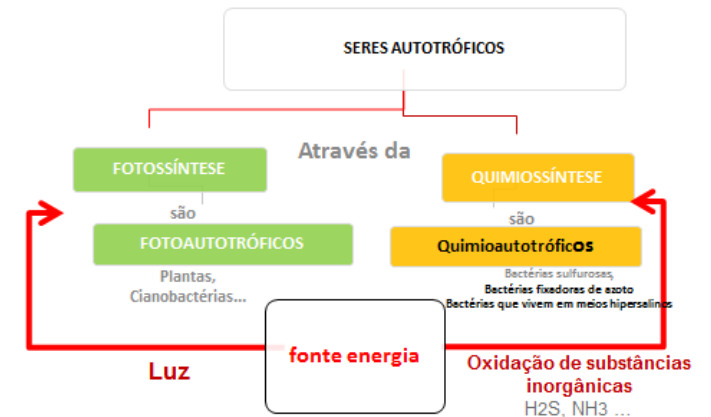 SERES AUTOTRÓFICOS
Através da
FOTOSSÍNTESE
QUIMIOSSÍNTESE
são
são
FOTOAUTOTRÓFICOS
Quimioautotróficos
Plantas,
Cianobactérias...
Bactérias sulfurosas,
Bactérias fixadoras de azoto
Bactérias que vivem em meios hipersalinos
fonte energia
Luz
Oxidação de substâncias
inorgânicas
H2S, NH3 ...